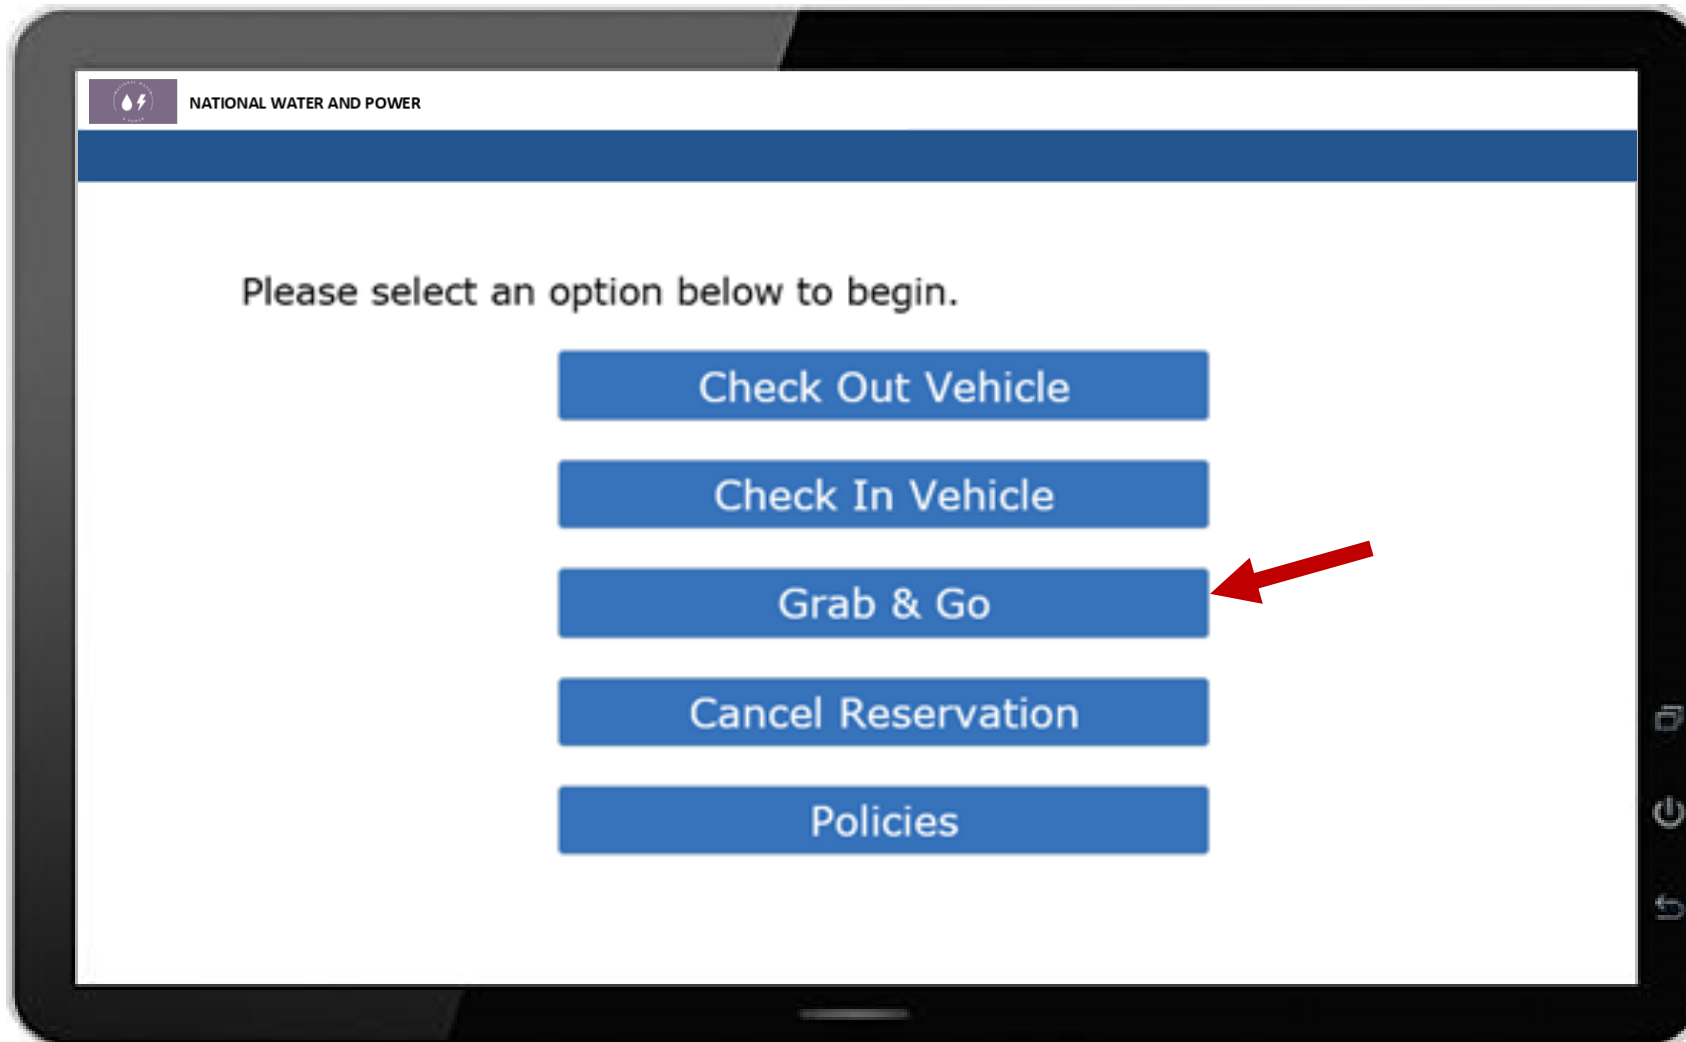 NATIONAL WATER AND POWER
Please select an option below to begin.
Check Out Vehicle
Check In Vehicle
Grab & Go
Cancel Reservation
Policies